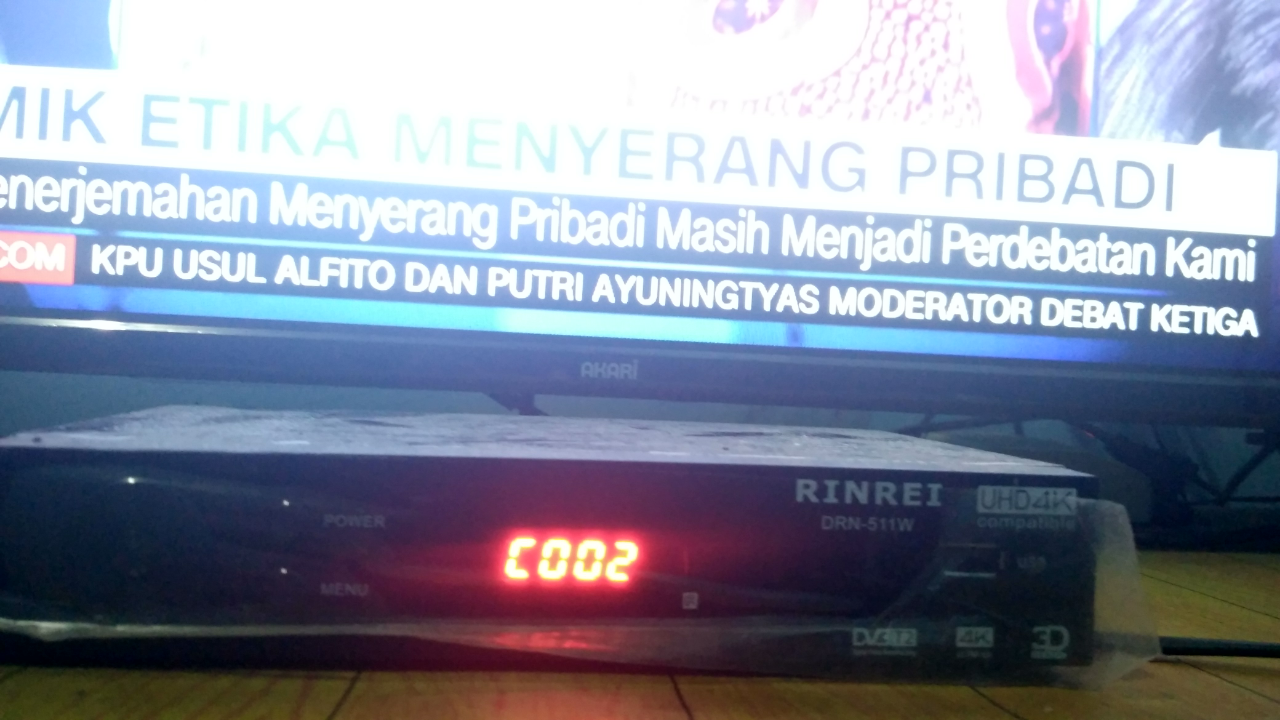 MIK ETIKA MENYERANG PRIBADI
enerjemahan Menyerang Pribadi Masih Menjadi Perdebatan Kami
COM KPU USUL ALFITO DAN PUTRI AYUNINGTYAS MODERATOR DEBAT KETIGA
AKARI
RINREI
DRN-511W
UHD4K
compatible
POWER
C002
USB
MENU
IR
DVB T2
4K
3D